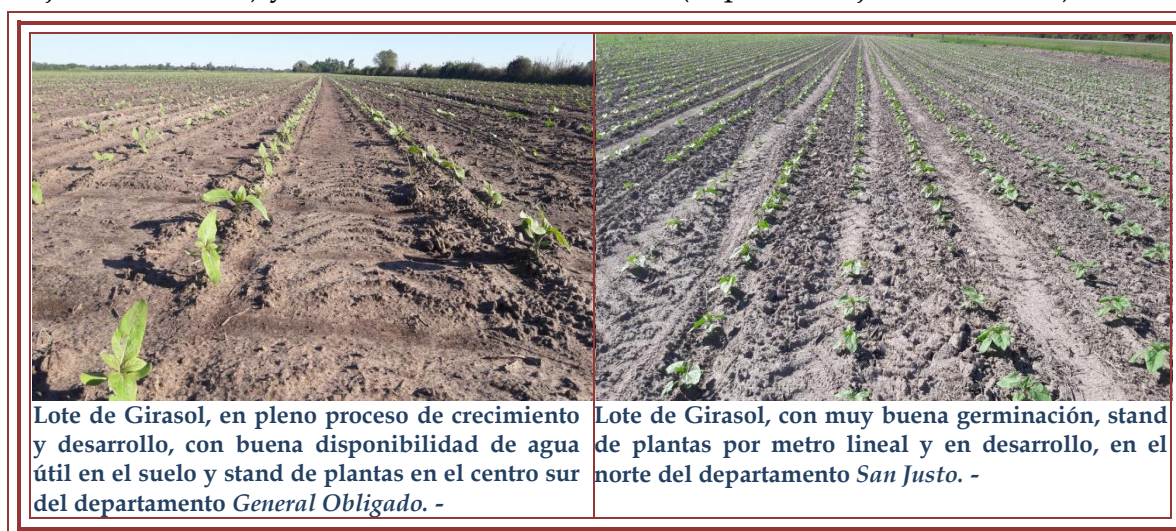 Lote de Girasol, en pleno proceso de crecimiento
y desarrollo, con buena disponibilidad de agua
útil en el suelo y stand de plantas en el centro sur
del departamento General Obligado. -
Lote de Girasol, con muy buena germinación, stand
de plantas por metro lineal y en desarrollo, en el
norte del departamento San Justo. -